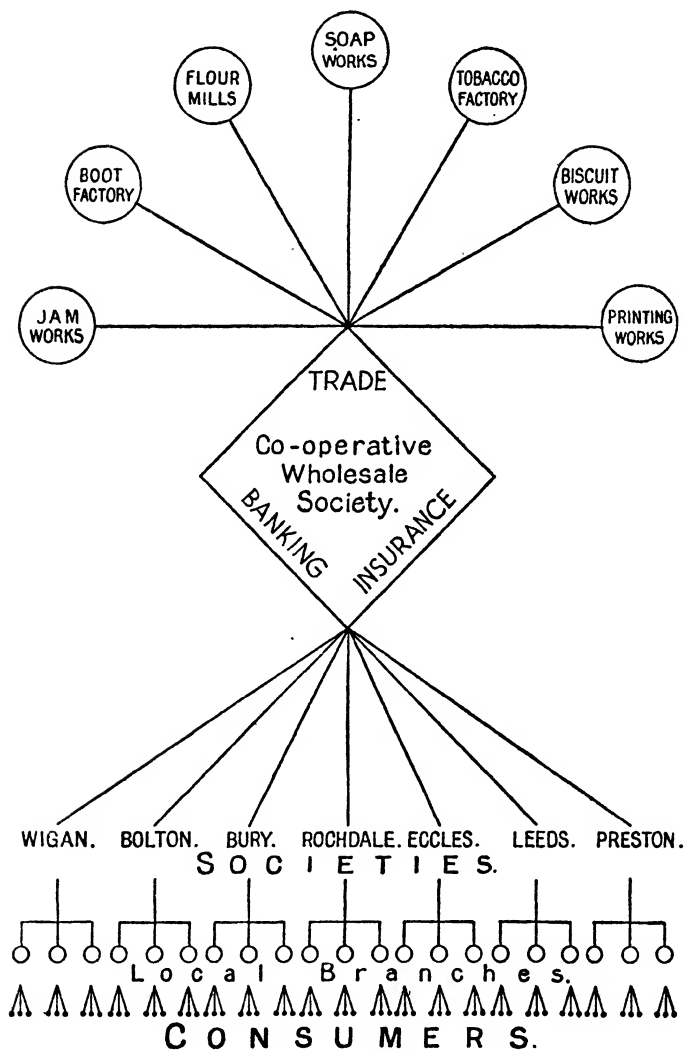 SOAP
WORKS
FLOUR
MILLS
TOBACCO
FACTORY
BOOT
FACTORY
BISCUIT
WORKS
JAM
WORKS
PRINTING
WORKS
TRADE
Co-operative
Wholesale
Society.
BANKING
INSURANCE
WIGAN. BOLTON. BURY. ROCHDALE. ECCLES. LEEDS. PRESTON.
SOCIETIES.
Local Branches.
CONSUMERS.